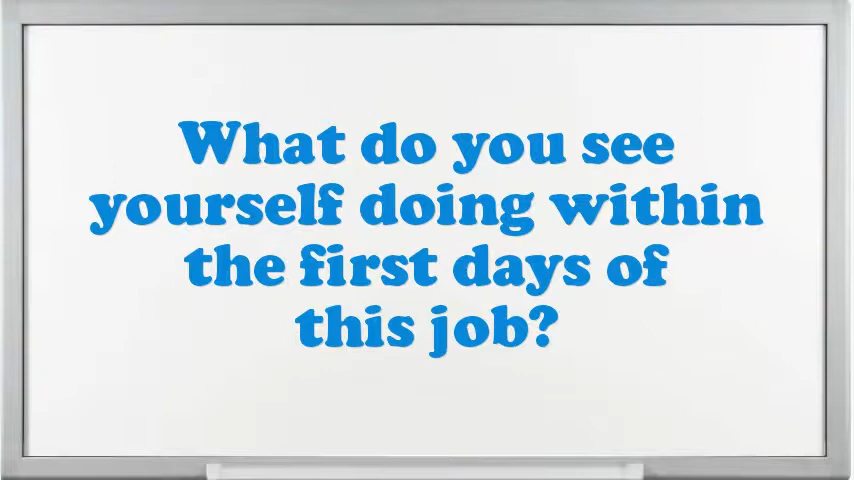 What do you see
yourself doing within
the first days of
this job?